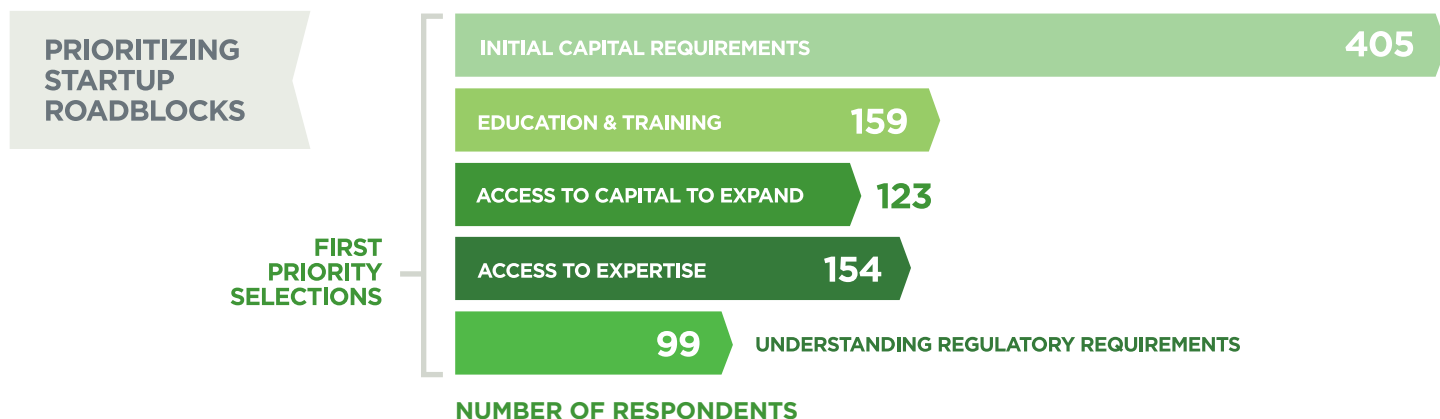 PRIORITIZING
STARTUP
ROADBLOCKS
INITIAL CAPITAL REQUIREMENTS 405
EDUCATION & TRAINING 159
ACCESS TO CAPITAL TO EXPAND 123
FIRST
PRIORITY
SELECTIONS
ACCESS TO EXPERTISE 154
99 UNDERSTANDING REGULATORY REQUIREMENTS
NUMBER OF RESPONDENTS